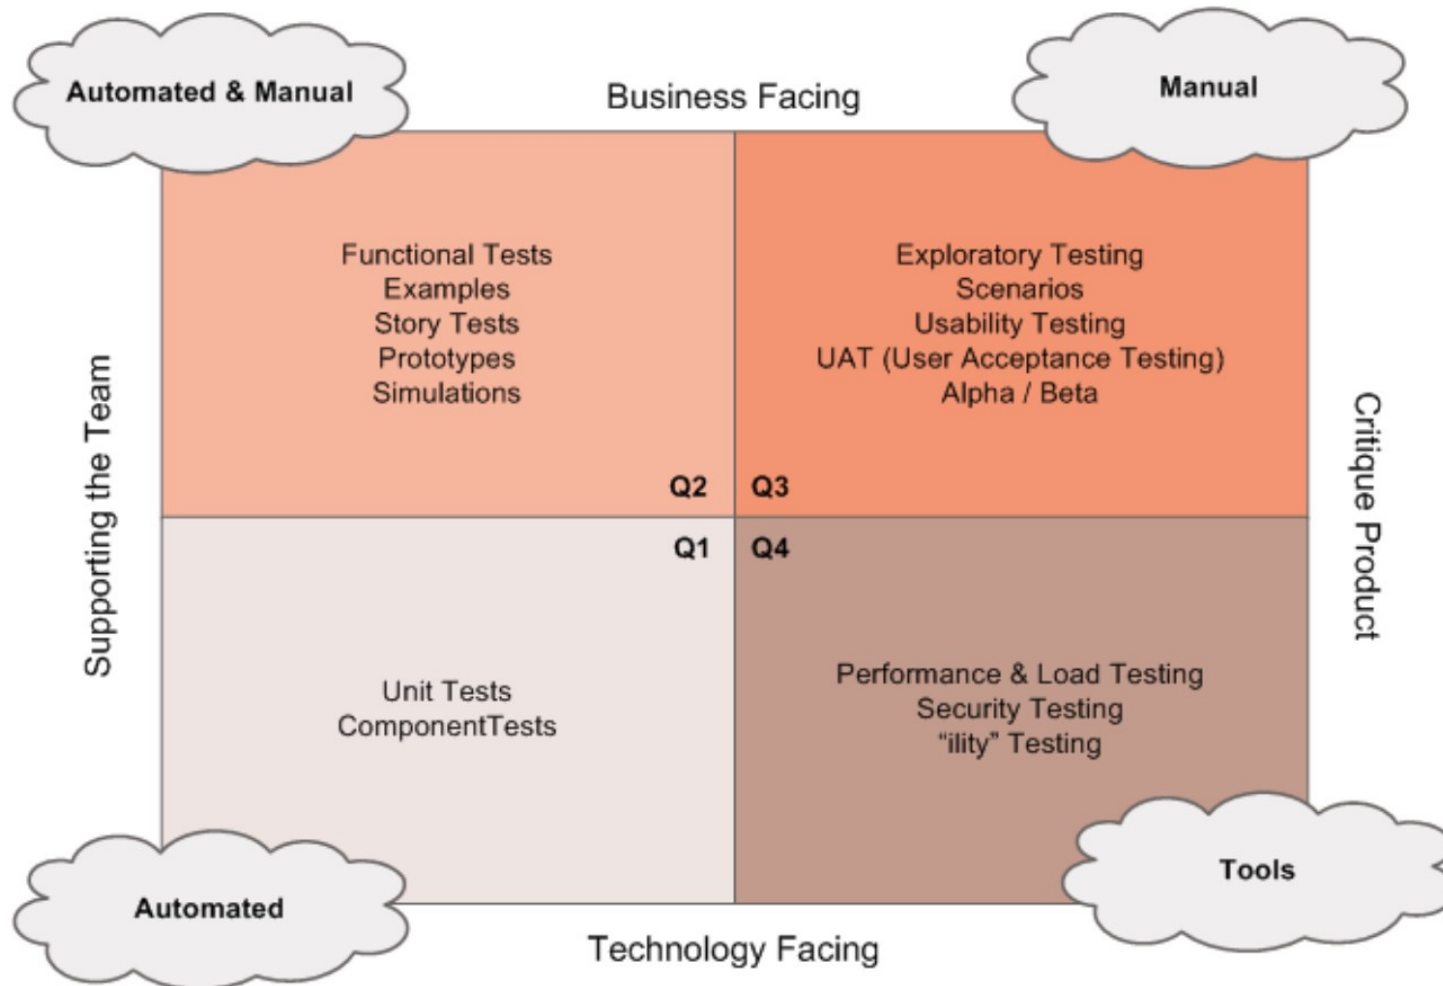 Automated & Manual
Business Facing
Manual
Functional Tests
Examples
Story Tests
Prototypes
Simulations
Exploratory Testing
Scenarios
Usability Testing
UAT (User Acceptance Testing)
Alpha / Beta
Supporting the Team
Critique Product
Q2
Q3
Q1
Q4
Unit Tests
ComponentTests
Performance & Load Testing
Security Testing
“ility” Testing
Automated
Tools
Technology Facing